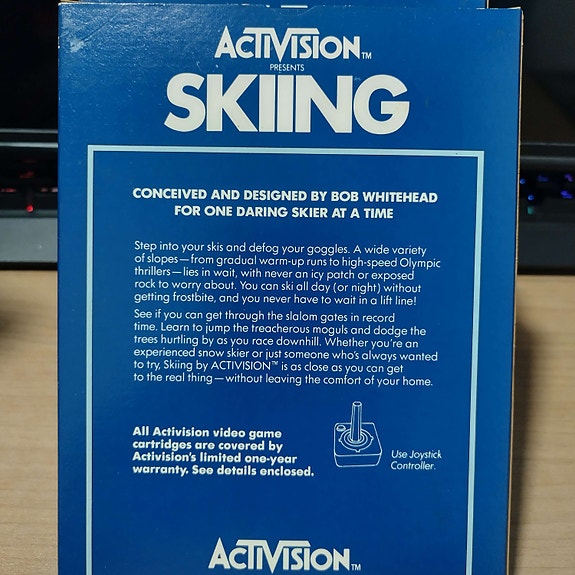 ACTIVISION™
PRESENTS
SKIING
CONCEIVED AND DESIGNED BY BOB WHITEHEAD
FOR ONE DARING SKIER AT A TIME
Step into your skis and defog your goggles. A wide variety
of slopes—from gradual warm-up runs to high-speed Olympic
thrillers—lies in wait, with never an icy patch or exposed
rock to worry about. You can ski all day (or night) without
getting frostbite, and you never have to wait in a lift line!
See if you can get through the slalom gates in record
time. Learn to jump the treacherous moguls and dodge the
trees hurtling by as you race downhill. Whether you're an
experienced snow skier or just someone who's always wanted
to try, Skiing by ACTIVISION™ is as close as you can get
to the real thing—without leaving the comfort of your home.
All Activision video game
cartridges are covered by
Activision's limited one-year
warranty. See details enclosed.
Use Joystick
Controller.
ACTIVISION™